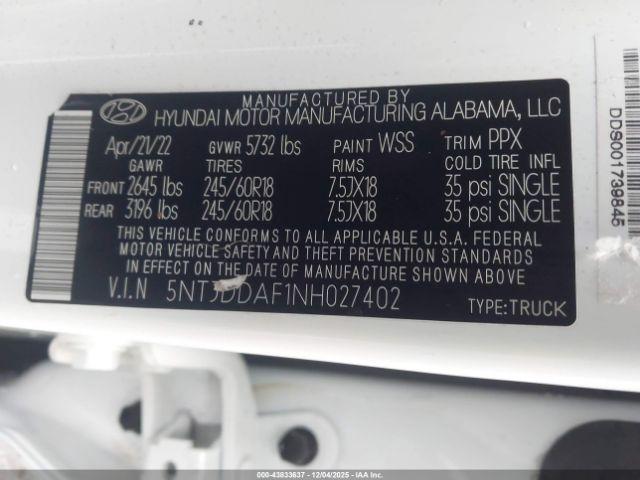 MANUFACTURED BY
HYUNDAI MOTOR MANUFACTURING ALABAMA, LLC
Apr/21/22 GVWR 5732 lbs PAINT WSS TRIM PPX
GAWR TIRES RIMS COLD TIRE INFL
FRONT 2645 lbs 245/60R18 7.5JX18 35 psi SINGLE
REAR 3196 lbs 245/60R18 7.5JX18 35 psi SINGLE
THIS VEHICLE CONFORMS TO ALL APPLICABLE U.S.A. FEDERAL
MOTOR VEHICLE SAFETY AND THEFT PREVENTION STANDARDS
IN EFFECT ON THE DATE OF MANUFACTURE SHOWN ABOVE.
V.I.N 5NTJDDAF1NH027402 TYPE:TRUCK
DDS001739845
000-43833637 - 12/04/2025 - COPYRIGHT © IAA, LLC